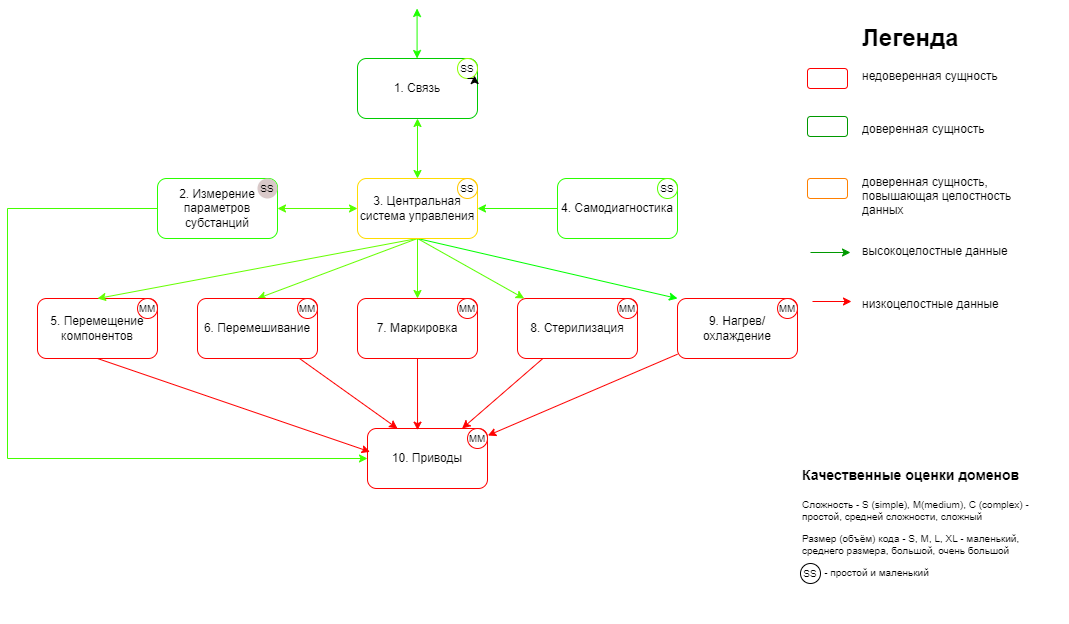 Легенда
недоверенная сущность
доверенная сущность
доверенная сущность,
повышающая целостность
данных
высокоцелостные данные
низкоцелостные данные
SS
1. Связь
SS
2. Измерение
параметров
субстанций
SS
3. Центральная
система управления
SS
4. Самодиагностика
MM
5. Перемещение
компонентов
MM
6. Перемешивание
MM
7. Маркировка
MM
8. Стерилизация
MM
9. Нагрев/
охлаждение
MM
10. Приводы
Качественные оценки доменов
Сложность - S (simple), M(medium), C (complex) -
простой, средней сложности, сложный
Размер (объём) кода - S, M, L, XL - маленький,
среднего размера, большой, очень большой
SS - простой и маленький